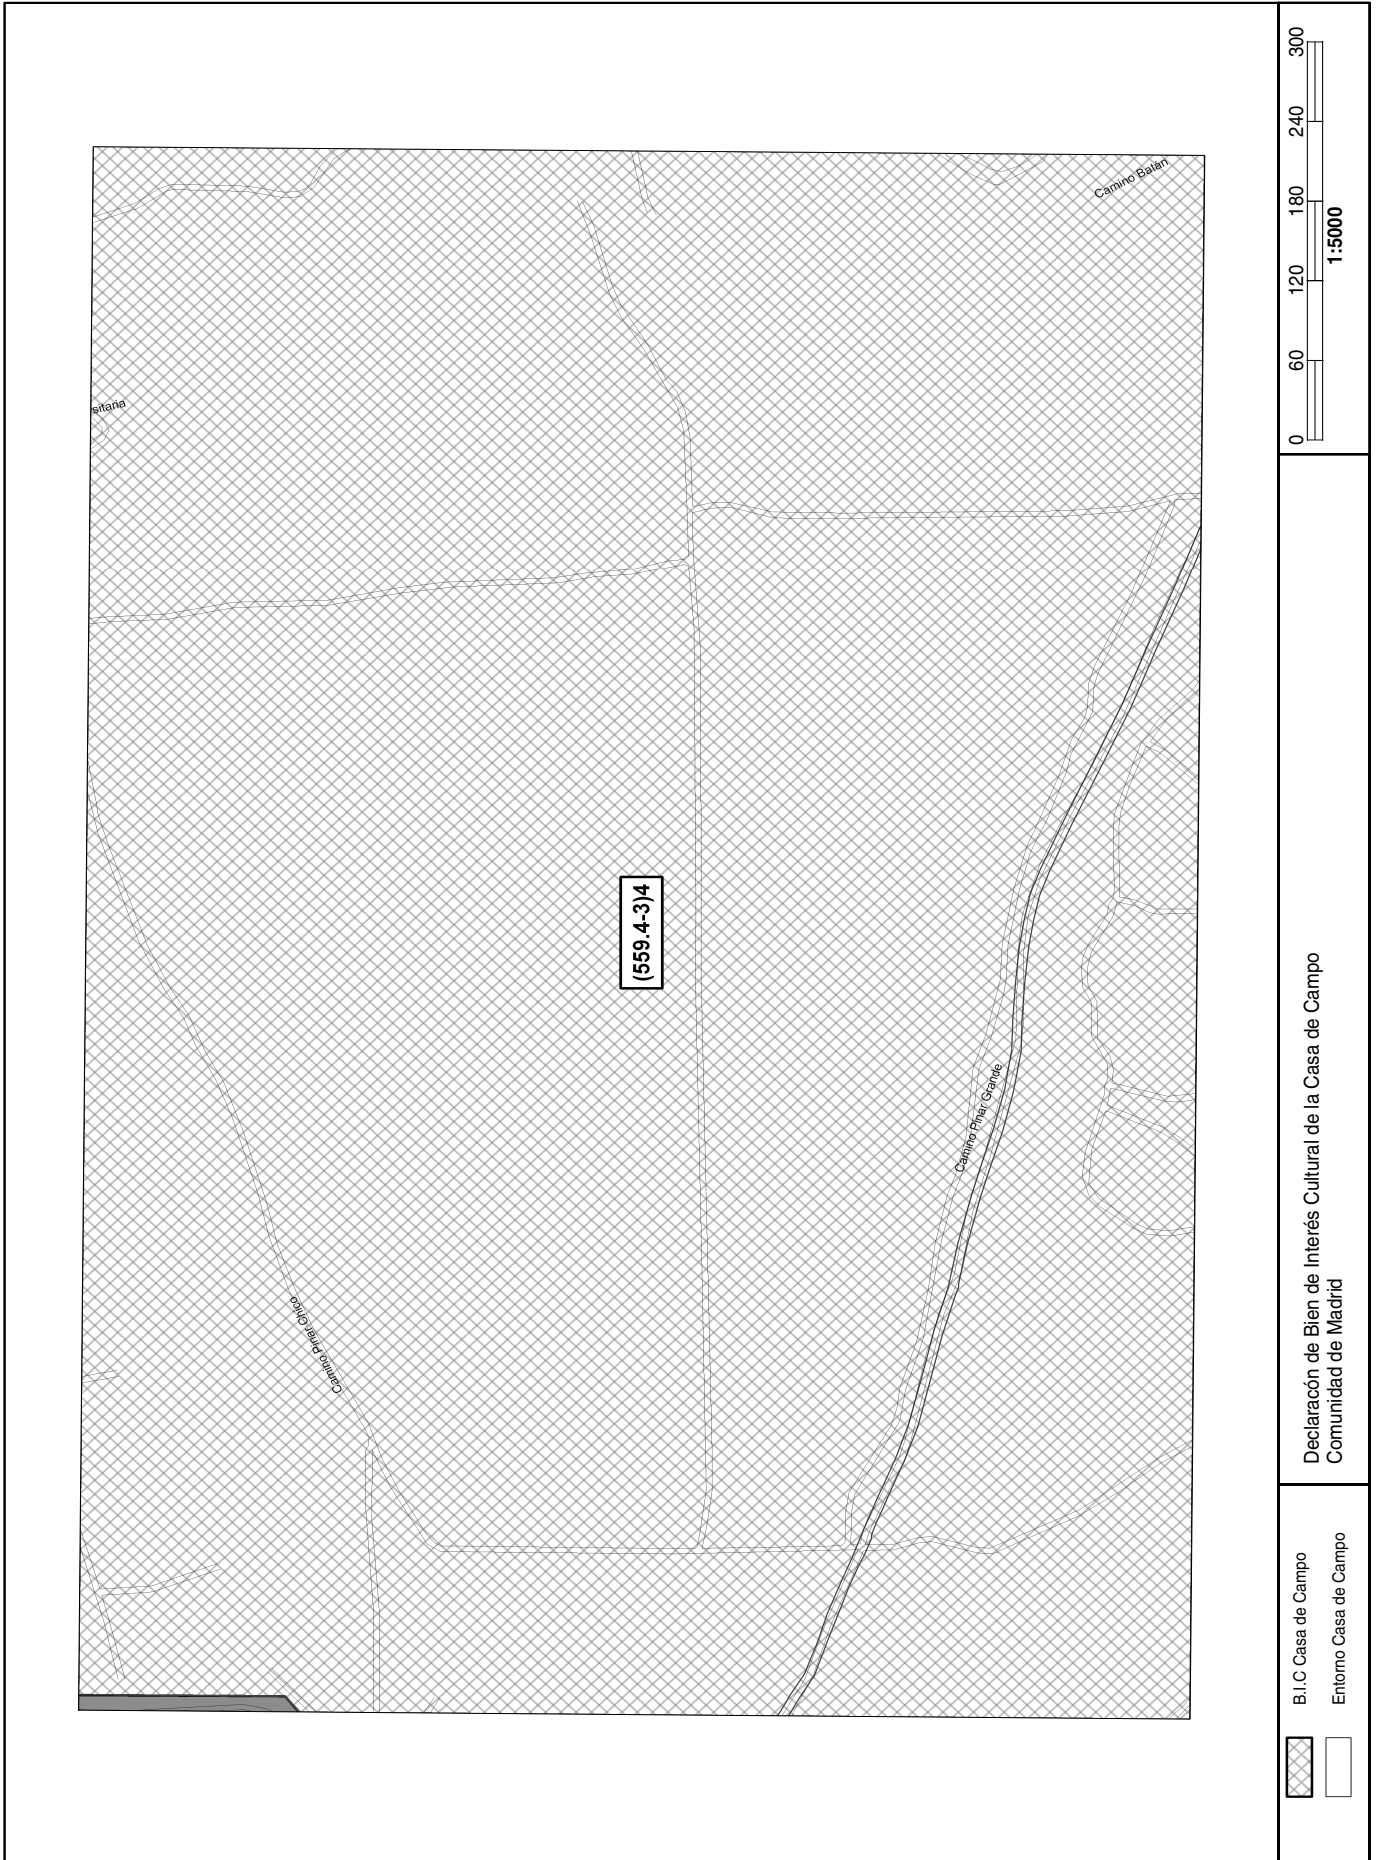 sitaria
Camino Batán
(559.4-3)4
Camino Pinar Chico
Camino Pinar Grande
B.I.C Casa de Campo
Entorno Casa de Campo
Declaracón de Bien de Interés Cultural de la Casa de Campo
Comunidad de Madrid
0 60 120 180 240 300
1:5000